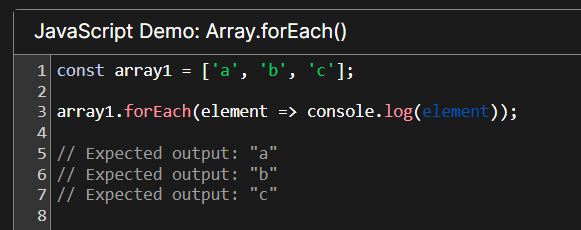 JavaScript Demo: Array.forEach()
1 const array1 = ['a', 'b', 'c'];
2
3 array1.forEach(element => console.log(element));
4
5 // Expected output: "a"
6 // Expected output: "b"
7 // Expected output: "c"
8